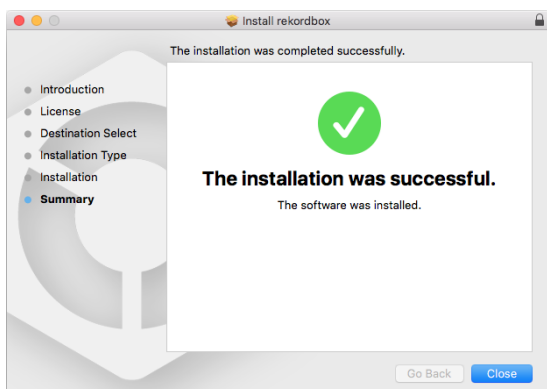 Install rekordbox
The installation was completed successfully.
Introduction
License
Destination Select
Installation Type
Installation
Summary
The installation was successful.
The software was installed.
Go Back
Close